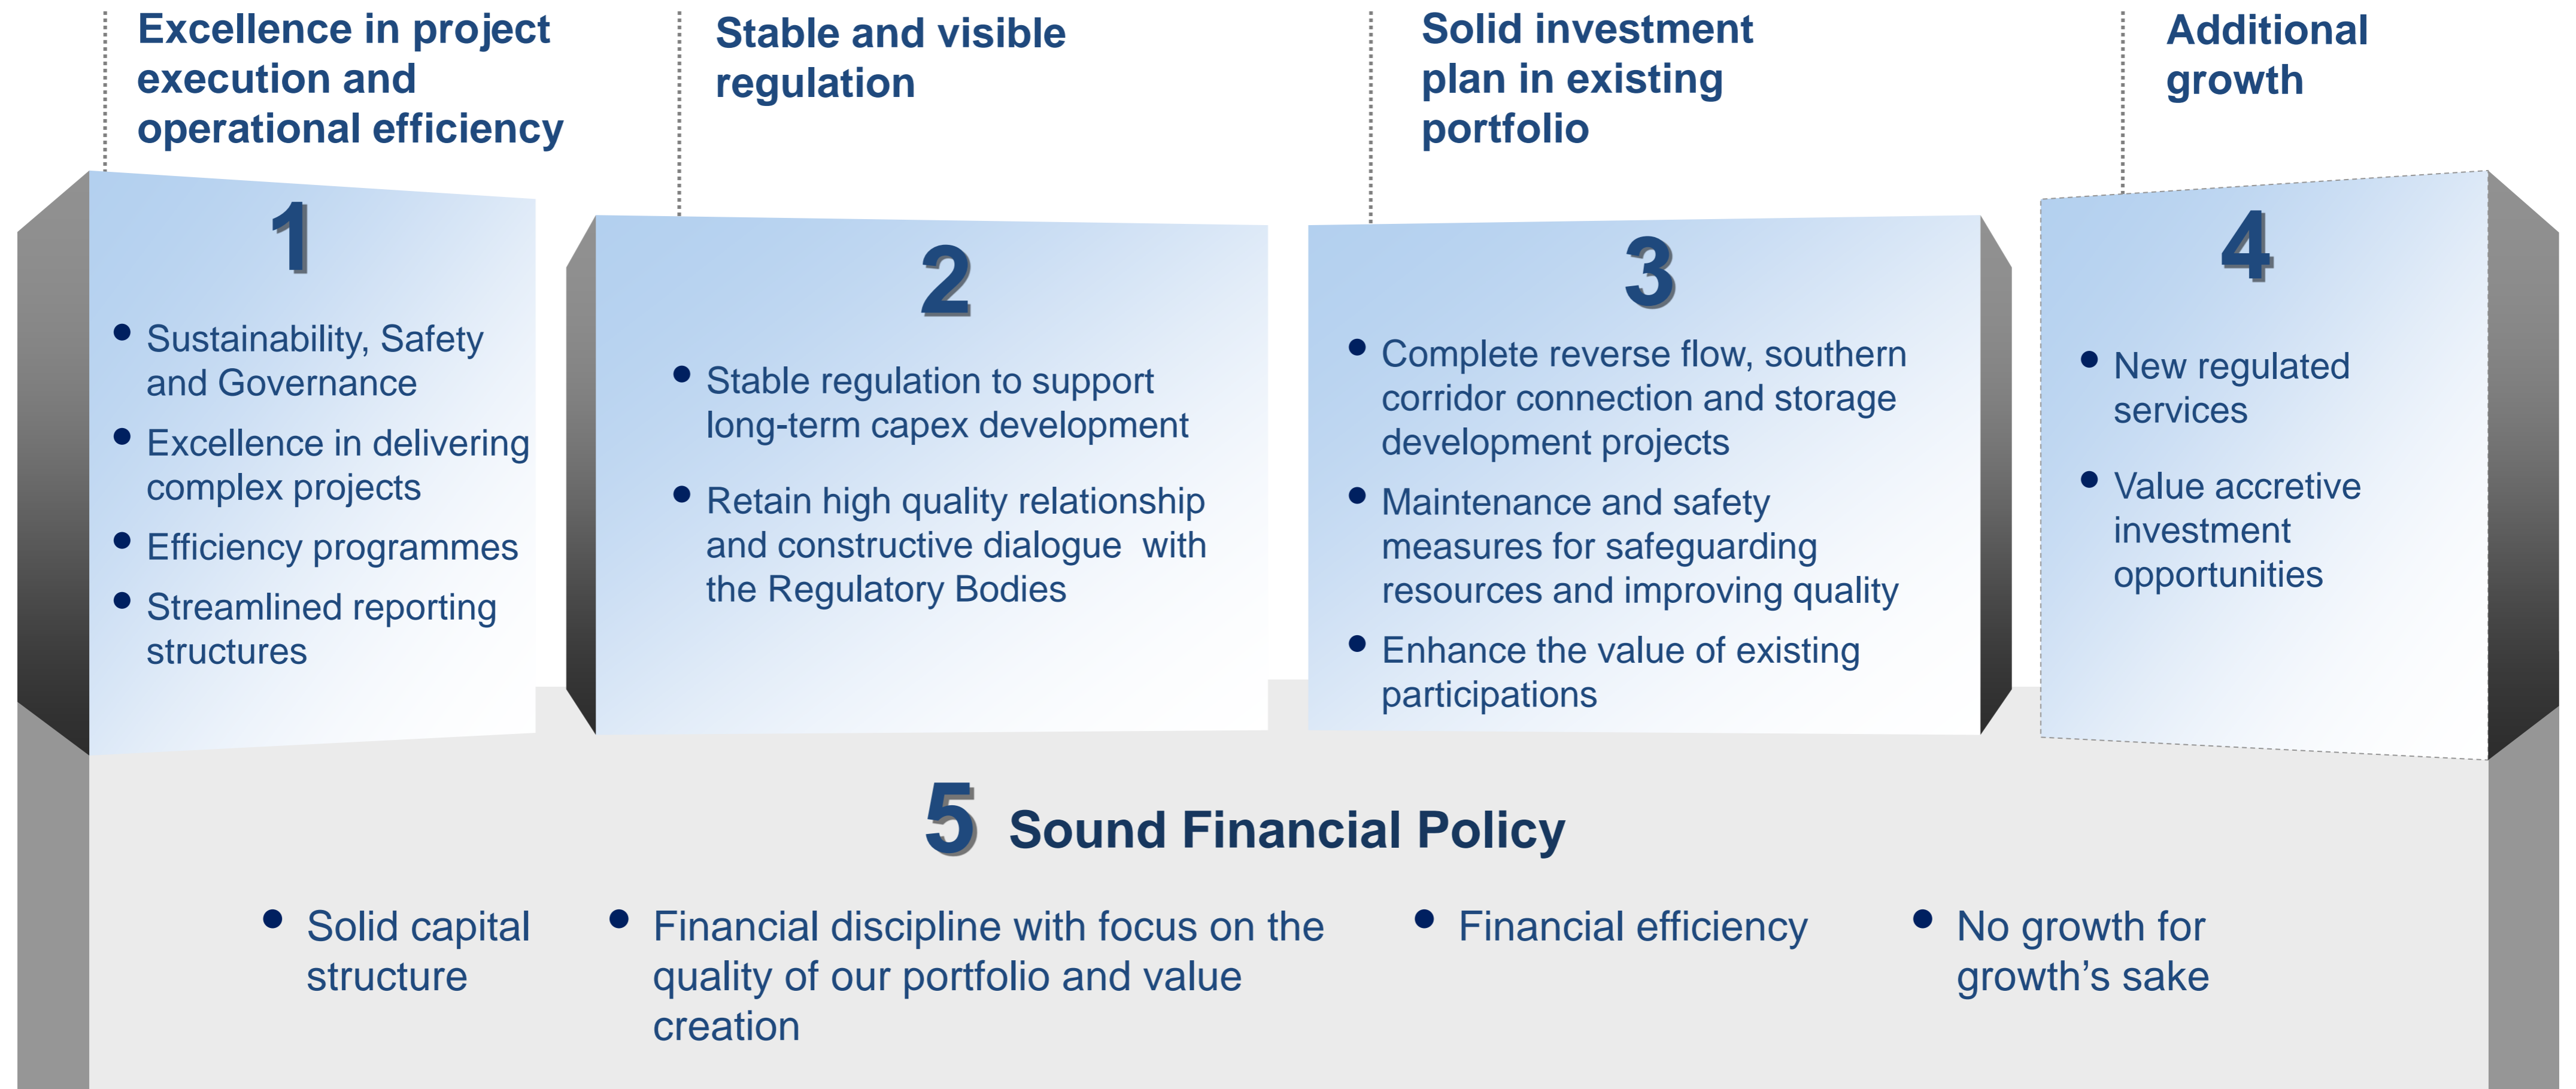 Excellence in project
execution and
operational efficiency
Stable and visible
regulation
Solid investment
plan in existing
portfolio
Additional
growth
1
Sustainability, Safety
and Governance
Excellence in delivering
complex projects
Efficiency programmes
Streamlined reporting
structures
2
Stable regulation to support
long-term capex development
Retain high quality relationship
and constructive dialogue  with
the Regulatory Bodies
3
Complete reverse flow, southern
corridor connection and storage
development projects
Maintenance and safety
measures for safeguarding
resources and improving quality
Enhance the value of existing
participations
4
New regulated
services
Value accretive
investment
opportunities
5 Sound Financial Policy
Solid capital
structure
Financial discipline with focus on the
quality of our portfolio and value
creation
Financial efficiency
No growth for
growth’s sake